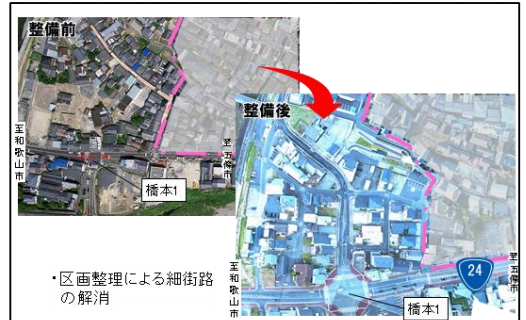 整備前
至和歌山市
至五條市
橋本1
整備後
至和歌山市
至五條市
24
橋本1
・区画整理による細街路
の解消